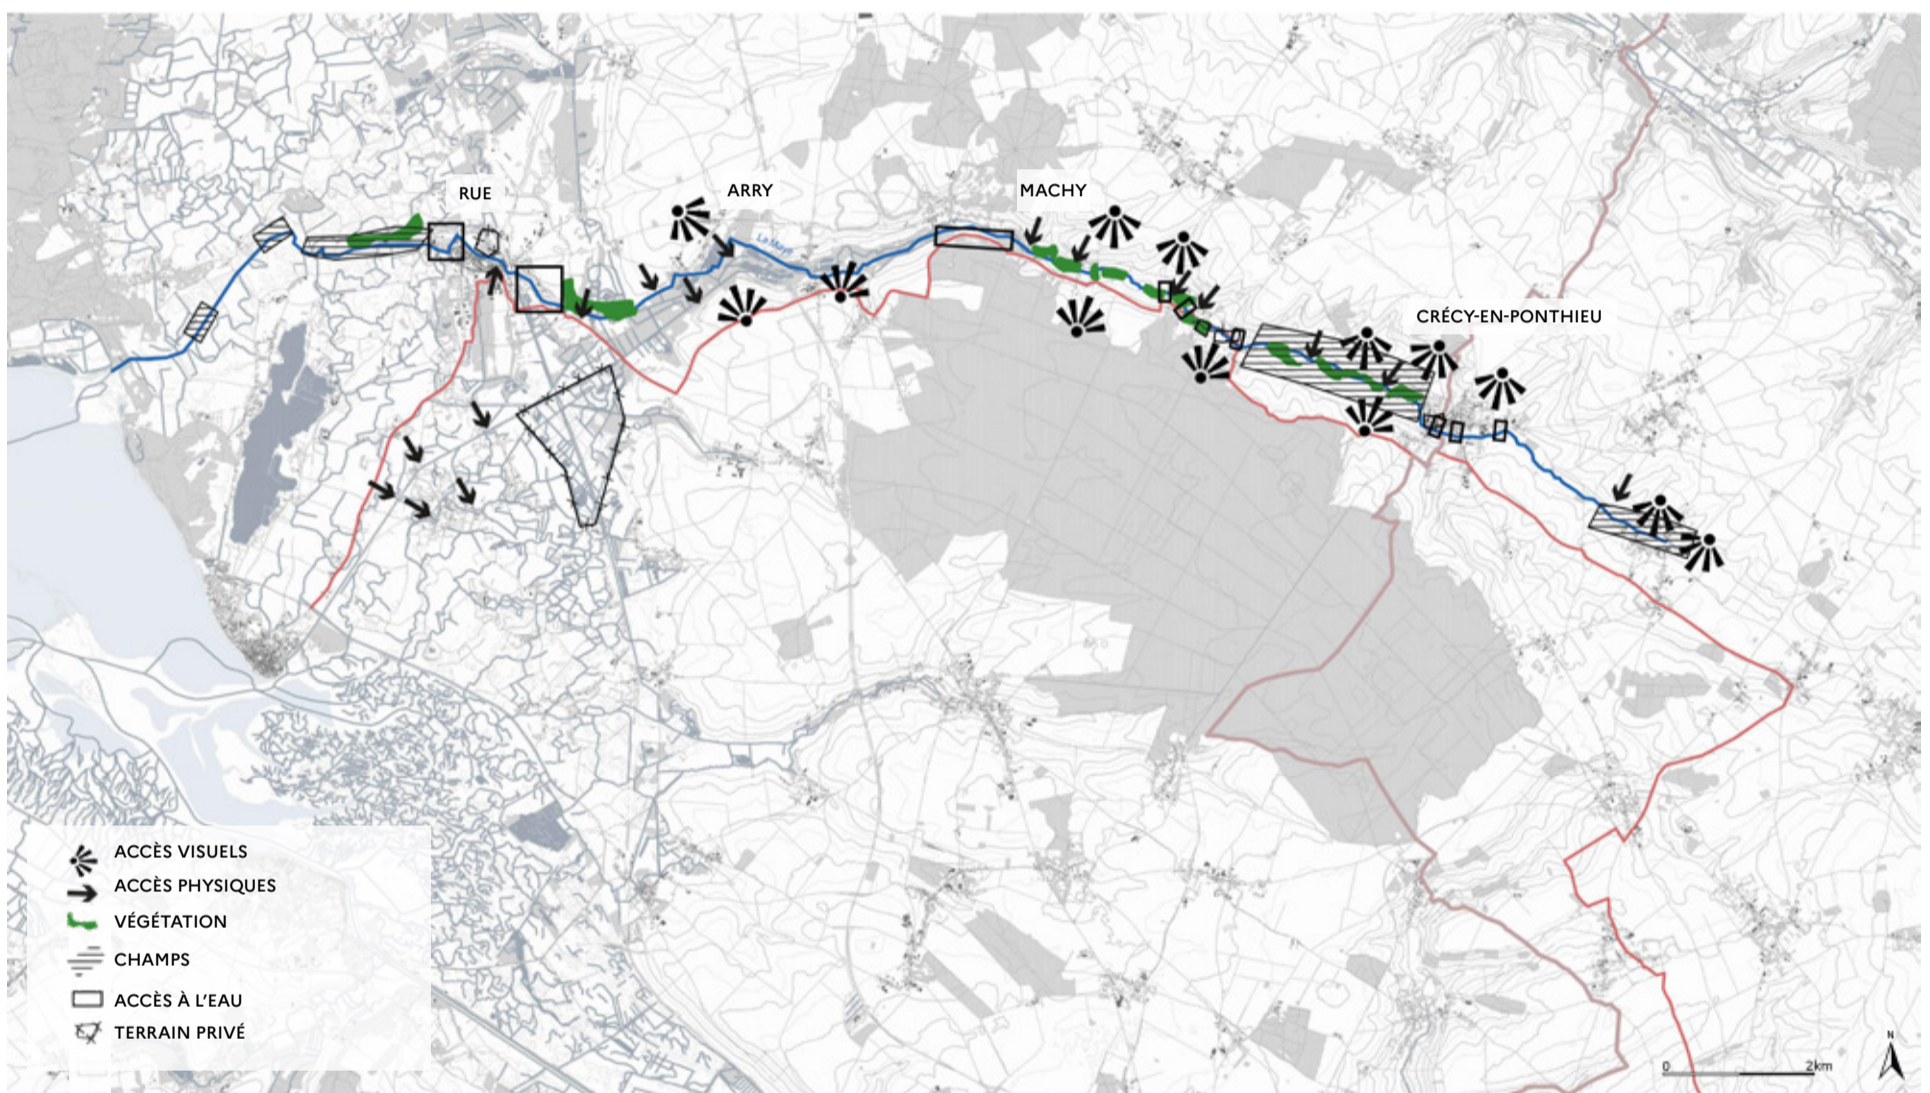 RUE
ARRY
MACHY
La Maye
CRÉCY-EN-PONTHIEU
ACCÈS VISUELS
ACCÈS PHYSIQUES
VÉGÉTATION
CHAMPS
ACCÈS À L'EAU
TERRAIN PRIVÉ
N
0 2km